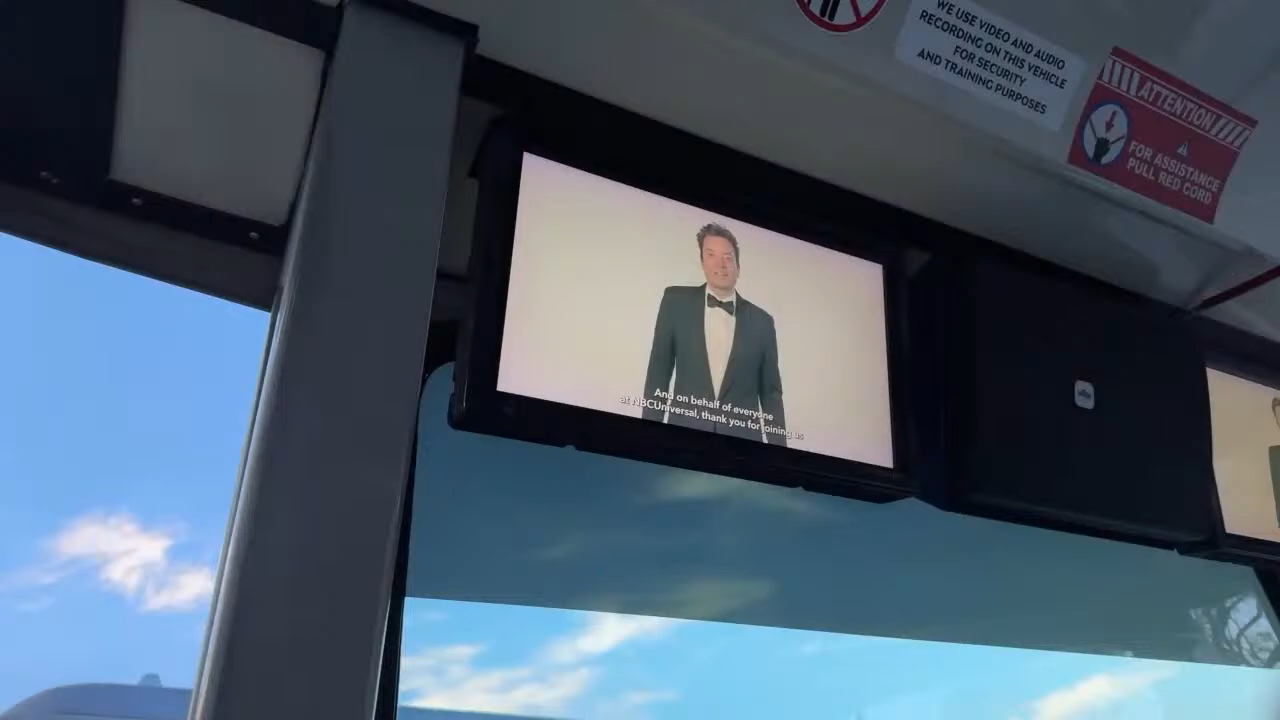 WE USE VIDEO AND AUDIO
RECORDING ON THIS VEHICLE
FOR SECURITY
AND TRAINING PURPOSES
ATTENTION
FOR ASSISTANCE
PULL RED CORD
And on behalf of everyone
at NBCUniversal, thank you for joining us